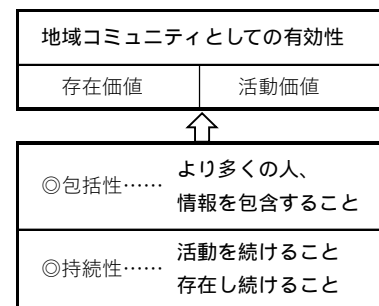 地域コミュニティとしての有効性
存在価値 活動価値
◎包括性…… より多くの人、
情報を包含すること
◎持続性…… 活動を続けること
存在し続けること